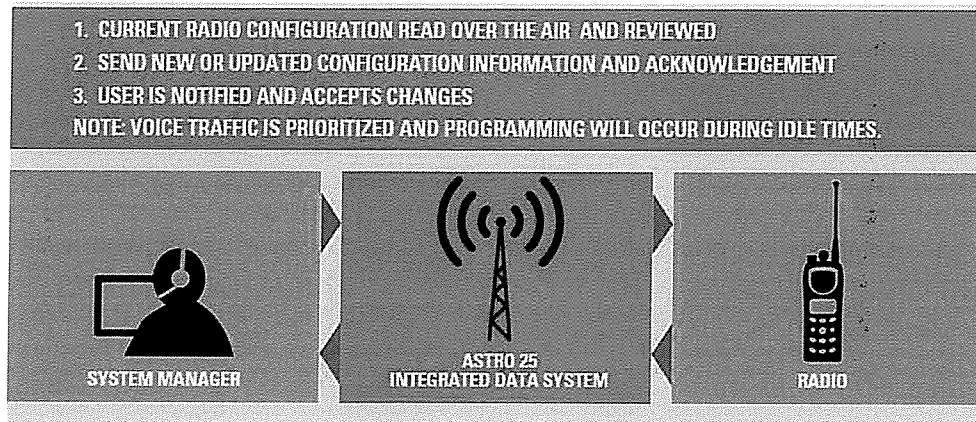 1. CURRENT RADIO CONFIGURATION READ OVER THE AIR AND REVIEWED
2. SEND NEW OR UPDATED CONFIGURATION INFORMATION AND ACKNOWLEDGEMENT
3. USER IS NOTIFIED AND ACCEPTS CHANGES
NOTE: VOICE TRAFFIC IS PRIORITIZED AND PROGRAMMING WILL OCCUR DURING IDLE TIMES.
SYSTEM MANAGER
ASTRO 25
INTEGRATED DATA SYSTEM
RADIO